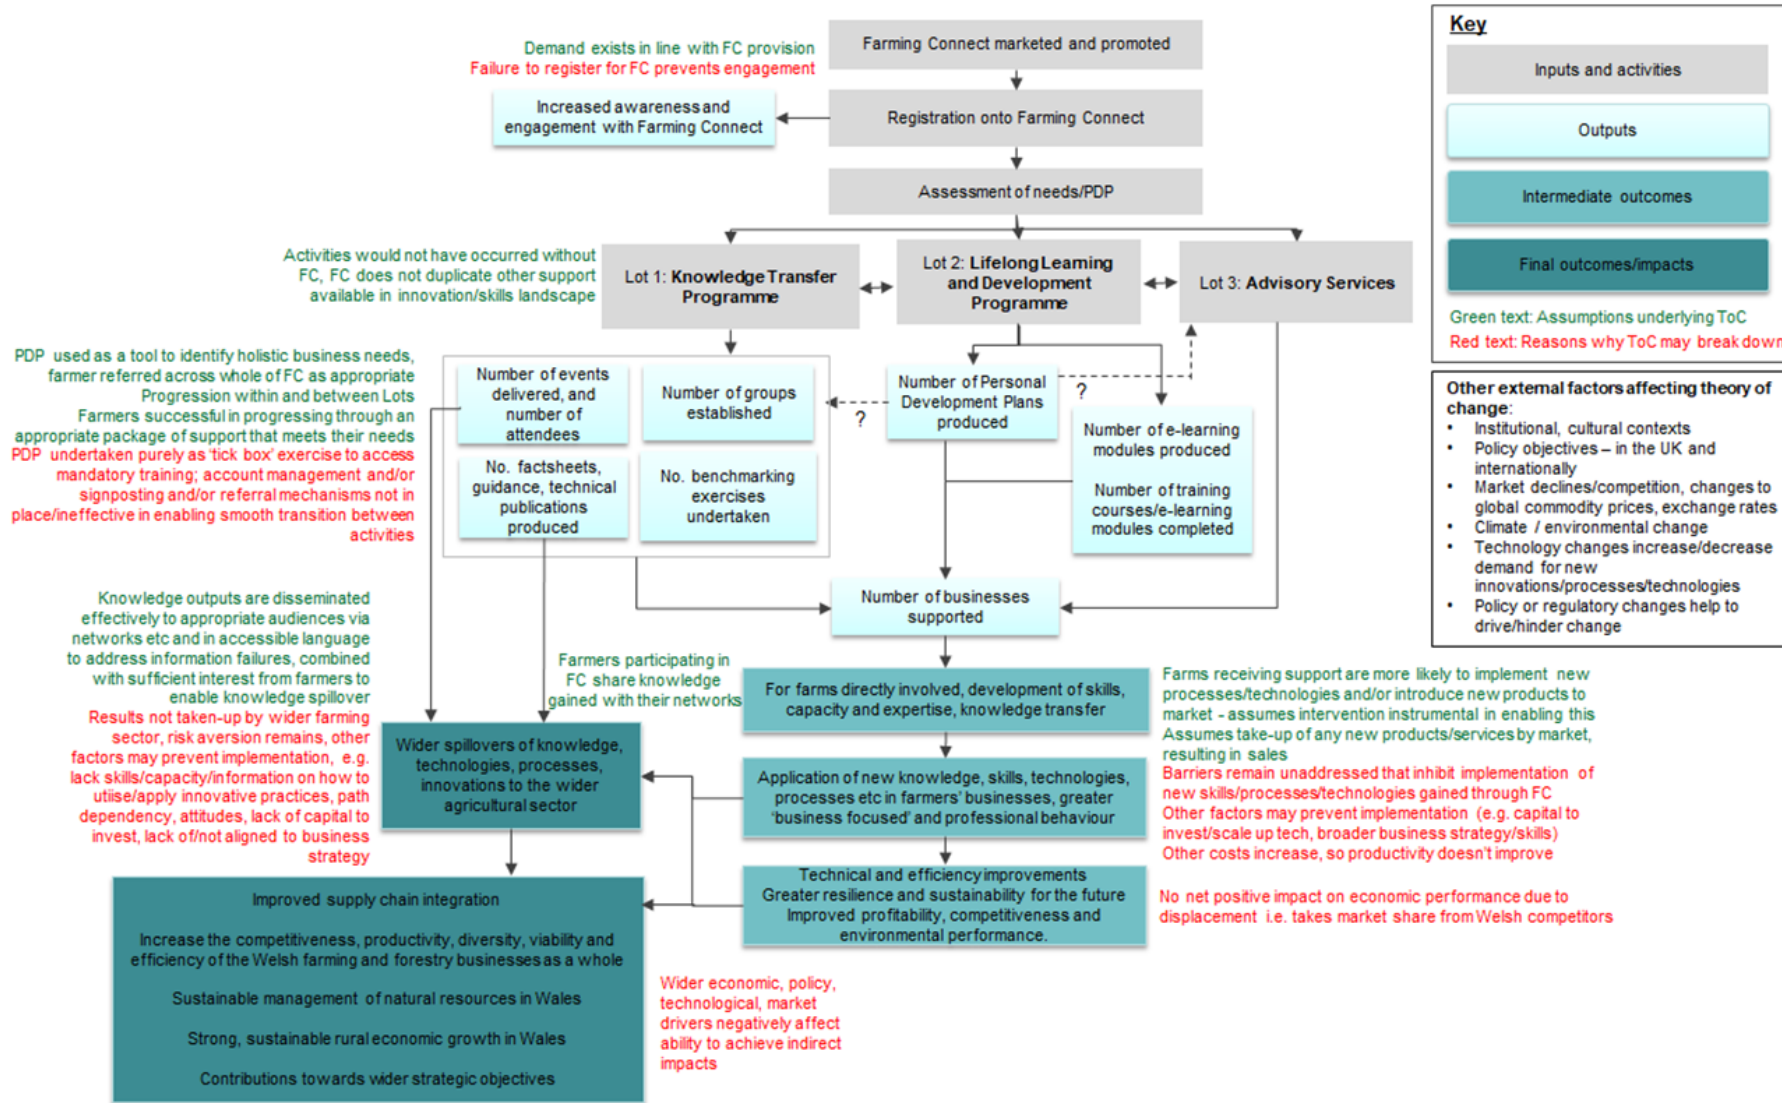 Farming Connect marketed and promoted
Demand exists in line with FC provision
Failure to register for FC prevents engagement
Increased awareness and
engagement with Farming Connect
Registration onto Farming Connect
Assessment of needs/PDP
Activities would not have occurred without
FC, FC does not duplicate other support
available in innovation/skills landscape
Lot 1: Knowledge Transfer
Programme
Lot 2: Lifelong Learning
and Development
Programme
Lot 3: Advisory Services
PDP used as a tool to identify holistic business needs,
farmer referred across whole of FC as appropriate
Progression within and between Lots
Farmers successful in progressing through an
appropriate package of support that meets their needs
PDP undertaken purely as 'tick box' exercise to access
mandatory training; account management and/or
signposting and/or referral mechanisms not in
place/ineffective in enabling smooth transition between
activities
Number of events
delivered, and
number of
attendees
Number of groups
established
No. factsheets,
guidance, technical
publications
produced
No. benchmarking
exercises
undertaken
?
Number of Personal
Development Plans
produced
?
Number of e-learning
modules produced
Number of training
courses/e-learning
modules completed
Number of businesses
supported
Knowledge outputs are disseminated
effectively to appropriate audiences via
networks etc and in accessible language
to address information failures, combined
with sufficient interest from farmers to
enable knowledge spillover
Results not taken-up by wider farming
sector, risk aversion remains, other
factors may prevent implementation, e.g.
lack skills/capacity/information on how to
utiise/apply innovative practices, path
dependency, attitudes, lack of capital to
invest, lack of/not aligned to business
strategy
Farmers participating in
FC share knowledge
gained with their networks
For farms directly involved, development of skills,
capacity and expertise, knowledge transfer
Farms receiving support are more likely to implement new
processes/technologies and/or introduce new products to
market - assumes intervention instrumental in enabling this
Assumes take-up of any new products/services by market,
resulting in sales
Barriers remain unaddressed that inhibit implementation of
new skills/processes/technologies gained through FC
Other factors may prevent implementation (e.g. capital to
invest/scale up tech, broader business strategy/skills)
Other costs increase, so productivity doesn't improve
Wider spillovers of knowledge,
technologies, processes,
innovations to the wider
agricultural sector
Application of new knowledge, skills, technologies,
processes etc in farmers' businesses, greater
'business focused' and professional behaviour
Technical and efficiency improvements
Greater resilience and sustainability for the future
Improved profitability, competitiveness and
environmental performance.
No net positive impact on economic performance due to
displacement i.e. takes market share from Welsh competitors
Improved supply chain integration
Increase the competitiveness, productivity, diversity, viability and
efficiency of the Welsh farming and forestry businesses as a whole
Sustainable management of natural resources in Wales
Strong, sustainable rural economic growth in Wales
Contributions towards wider strategic objectives
Wider economic, policy,
technological, market
drivers negatively affect
ability to achieve indirect
impacts
Key
Inputs and activities
Outputs
Intermediate outcomes
Final outcomes/impacts
Green text: Assumptions underlying ToC
Red text: Reasons why ToC may break down
Other external factors affecting theory of
change:
• Institutional, cultural contexts
• Policy objectives – in the UK and
internationally
• Market declines/competition, changes to
global commodity prices, exchange rates
• Climate / environmental change
• Technology changes increase/decrease
demand for new
innovations/processes/technologies
• Policy or regulatory changes help to
drive/hinder change